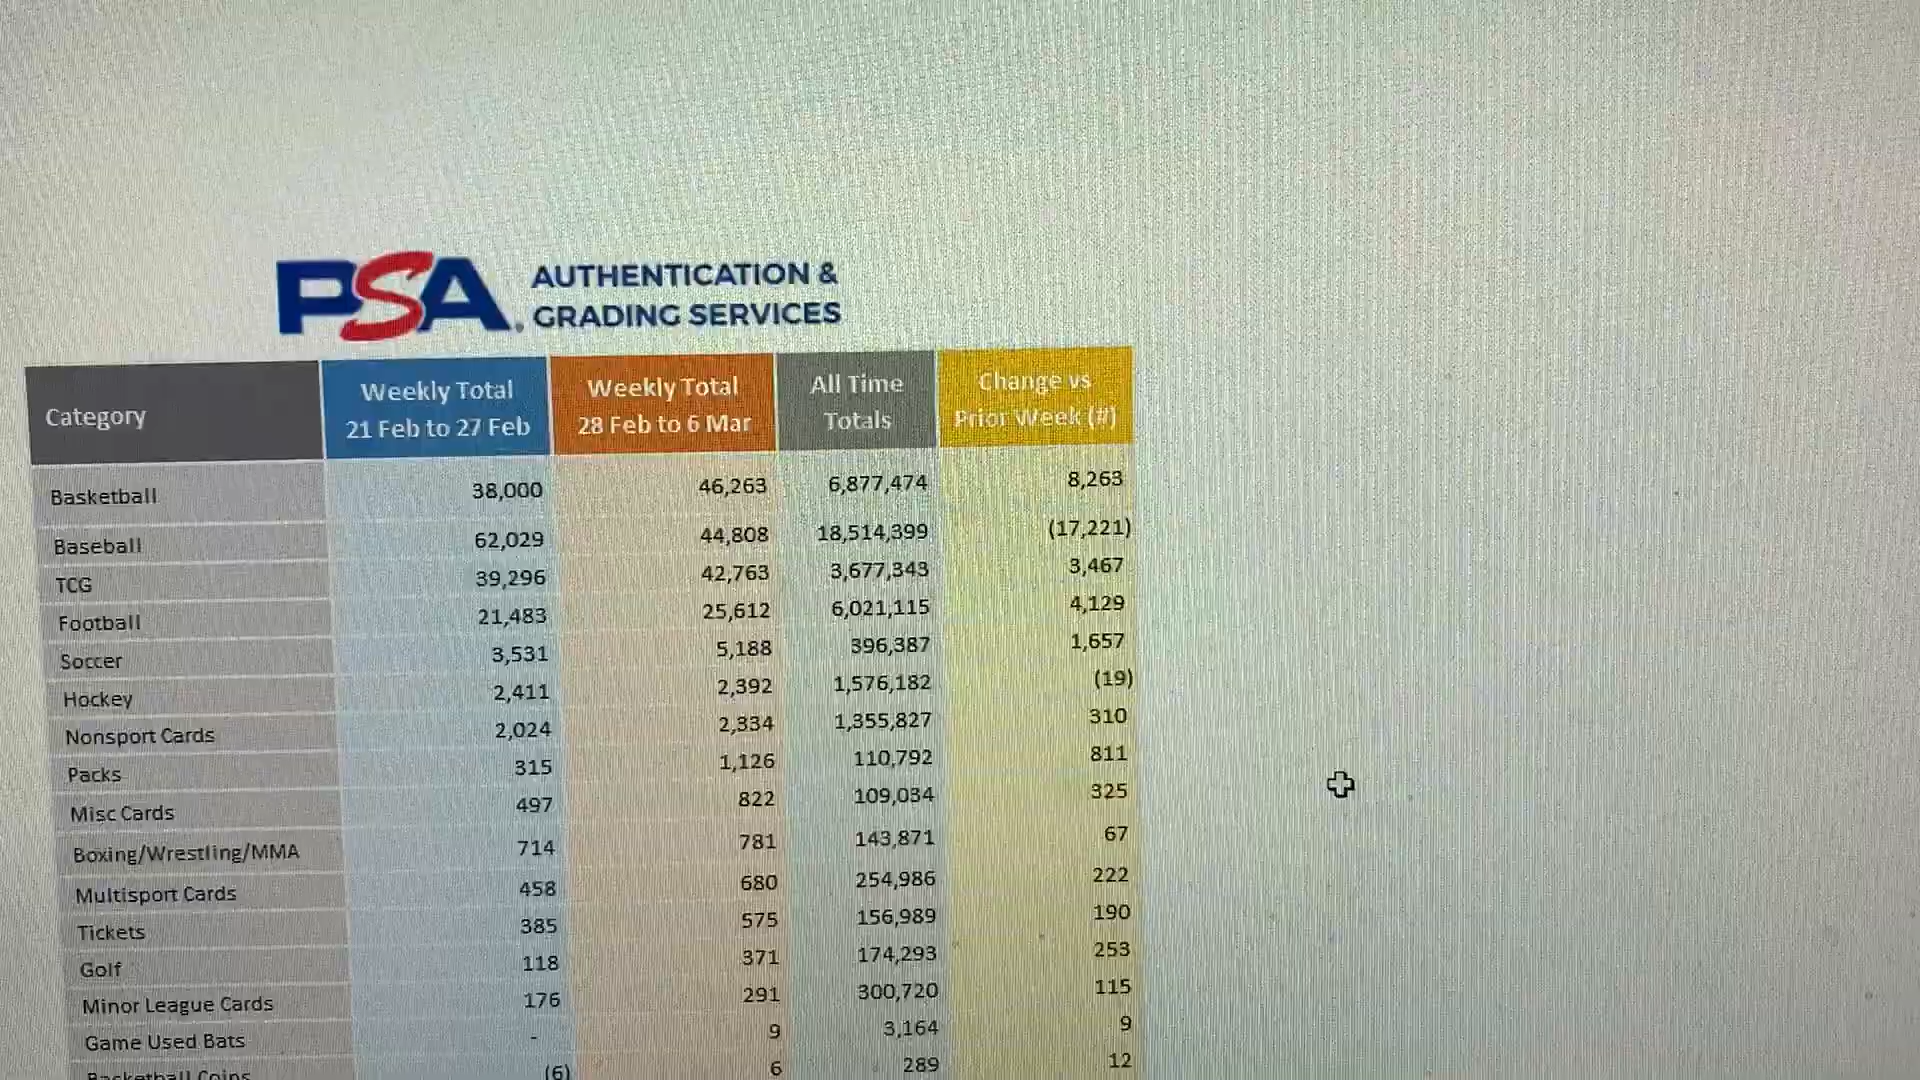 PSA AUTHENTICATION &
GRADING SERVICES
Category Weekly Total 21 Feb to 27 Feb Weekly Total 28 Feb to 6 Mar All Time Totals Change vs Prior Week (#)
Basketball 38,000 46,263 6,877,474 8,263
Baseball 62,029 44,808 18,514,399 (17,221)
TCG 39,296 42,763 3,677,343 3,467
Football 21,483 25,612 6,021,115 4,129
Soccer 3,531 5,188 396,387 1,657
Hockey 2,411 2,392 1,576,182 (19)
Nonsport Cards 2,024 2,334 1,355,827 310
Packs 315 1,126 110,792 811
Misc Cards 497 822 109,034 325
Boxing/Wrestling/MMA 714 781 143,871 67
Multisport Cards 458 680 254,986 222
Tickets 385 575 156,989 190
Golf 118 371 174,293 253
Minor League Cards 176 291 300,720 115
Game Used Bats - 9 3,164 9
Basketball Coins (6) 6 289 12